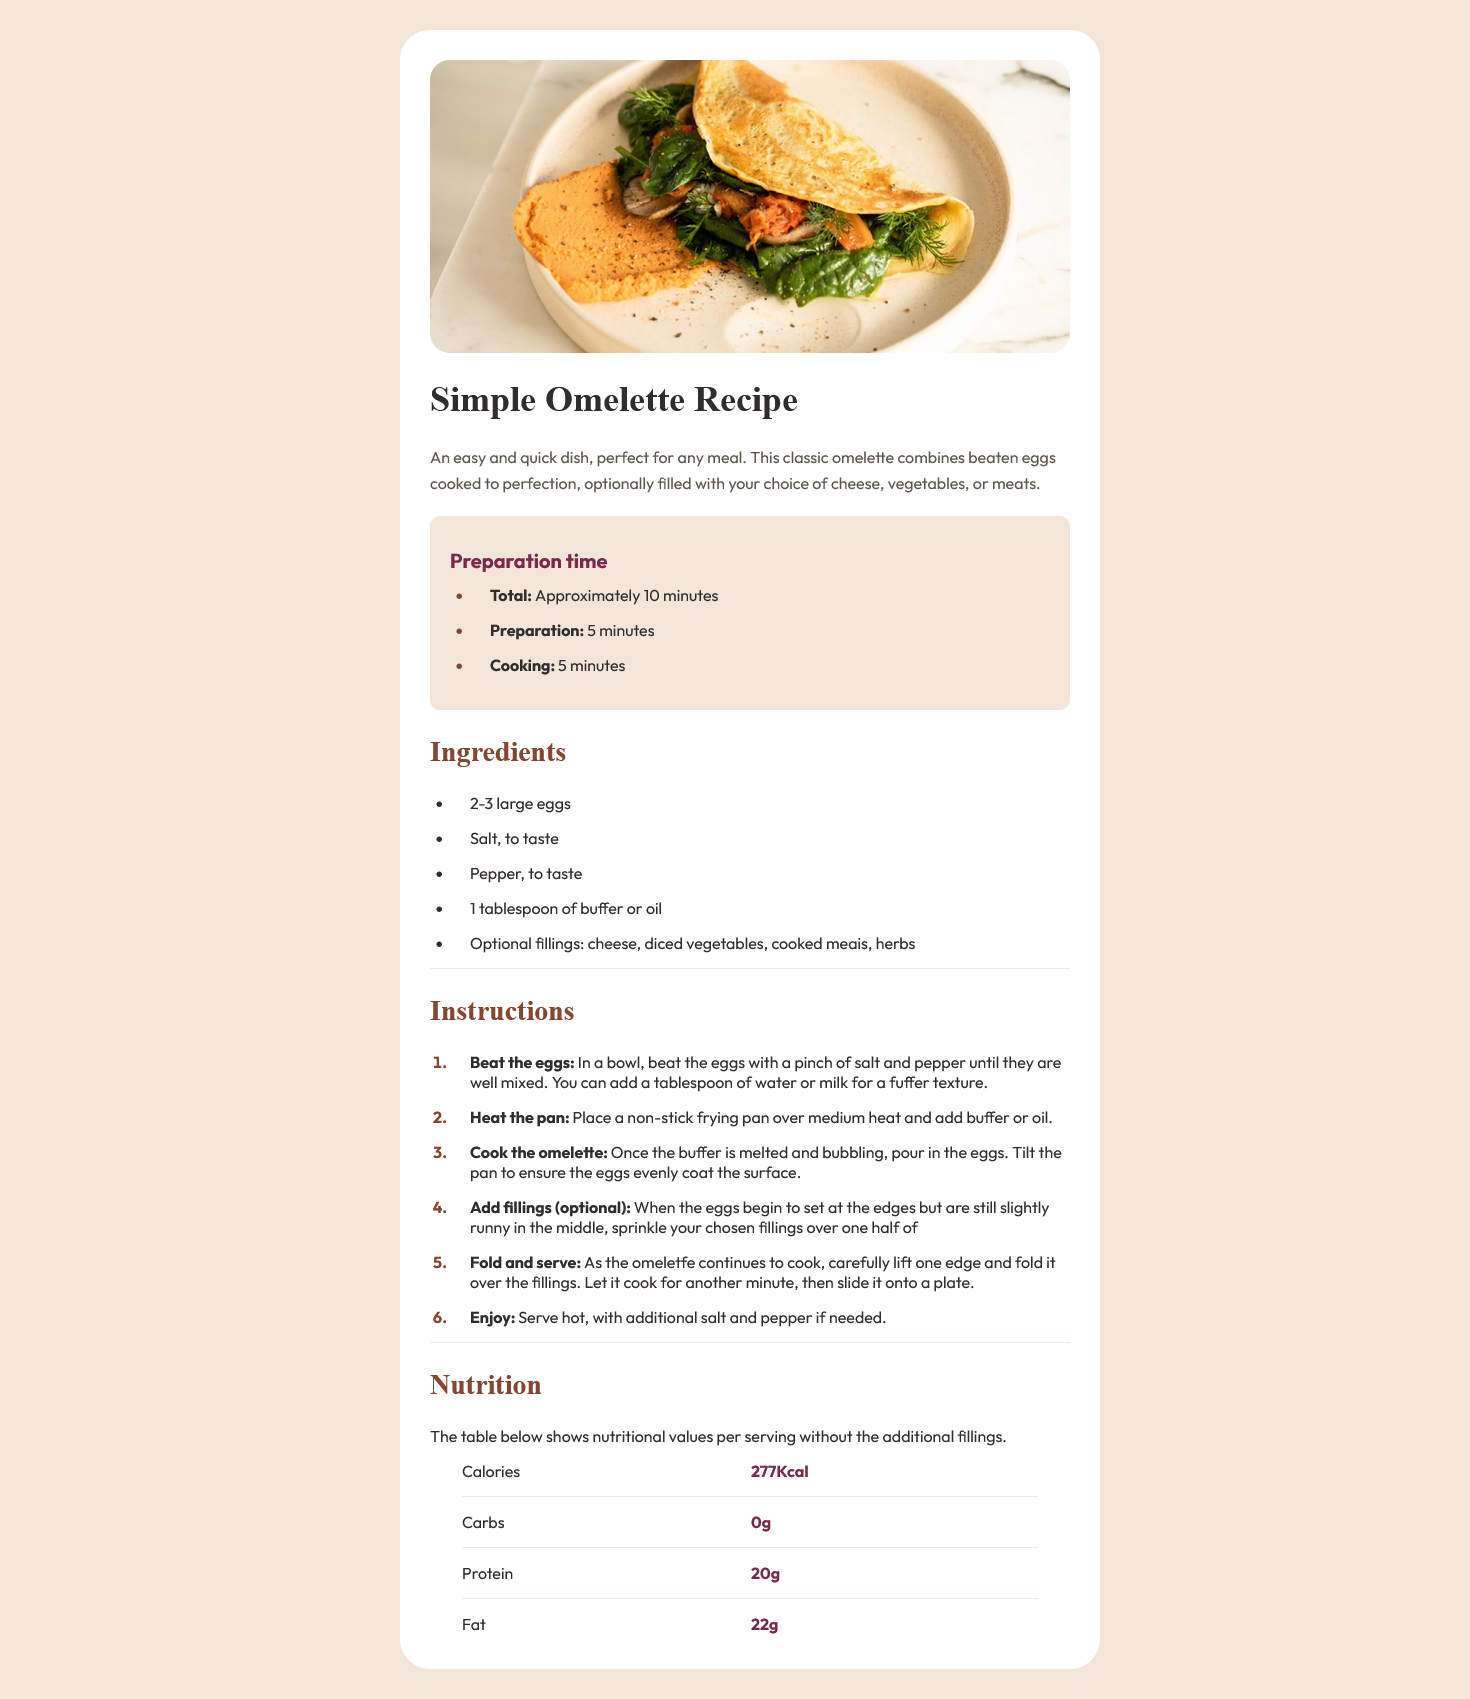 Simple Omelette Recipe
An easy and quick dish, perfect for any meal. This classic omelette combines beaten eggs
cooked to perfection, optionally filled with your choice of cheese, vegetables, or meats.
Preparation time
• Total: Approximately 10 minutes
• Preparation: 5 minutes
• Cooking: 5 minutes
Ingredients
• 2-3 large eggs
• Salt, to taste
• Pepper, to taste
• 1 tablespoon of buffer or oil
• Optional fillings: cheese, diced vegetables, cooked meais, herbs
Instructions
1. Beat the eggs: In a bowl, beat the eggs with a pinch of salt and pepper until they are
well mixed. You can add a tablespoon of water or milk for a fuffer texture.
2. Heat the pan: Place a non-stick frying pan over medium heat and add buffer or oil.
3. Cook the omelette: Once the buffer is melted and bubbling, pour in the eggs. Tilt the
pan to ensure the eggs evenly coat the surface.
4. Add fillings (optional): When the eggs begin to set at the edges but are still slightly
runny in the middle, sprinkle your chosen fillings over one half of
5. Fold and serve: As the omeletfe continues to cook, carefully lift one edge and fold it
over the fillings. Let it cook for another minute, then slide it onto a plate.
6. Enjoy: Serve hot, with additional salt and pepper if needed.
Nutrition
The table below shows nutritional values per serving without the additional fillings.
Calories 277Kcal
Carbs 0g
Protein 20g
Fat 22g